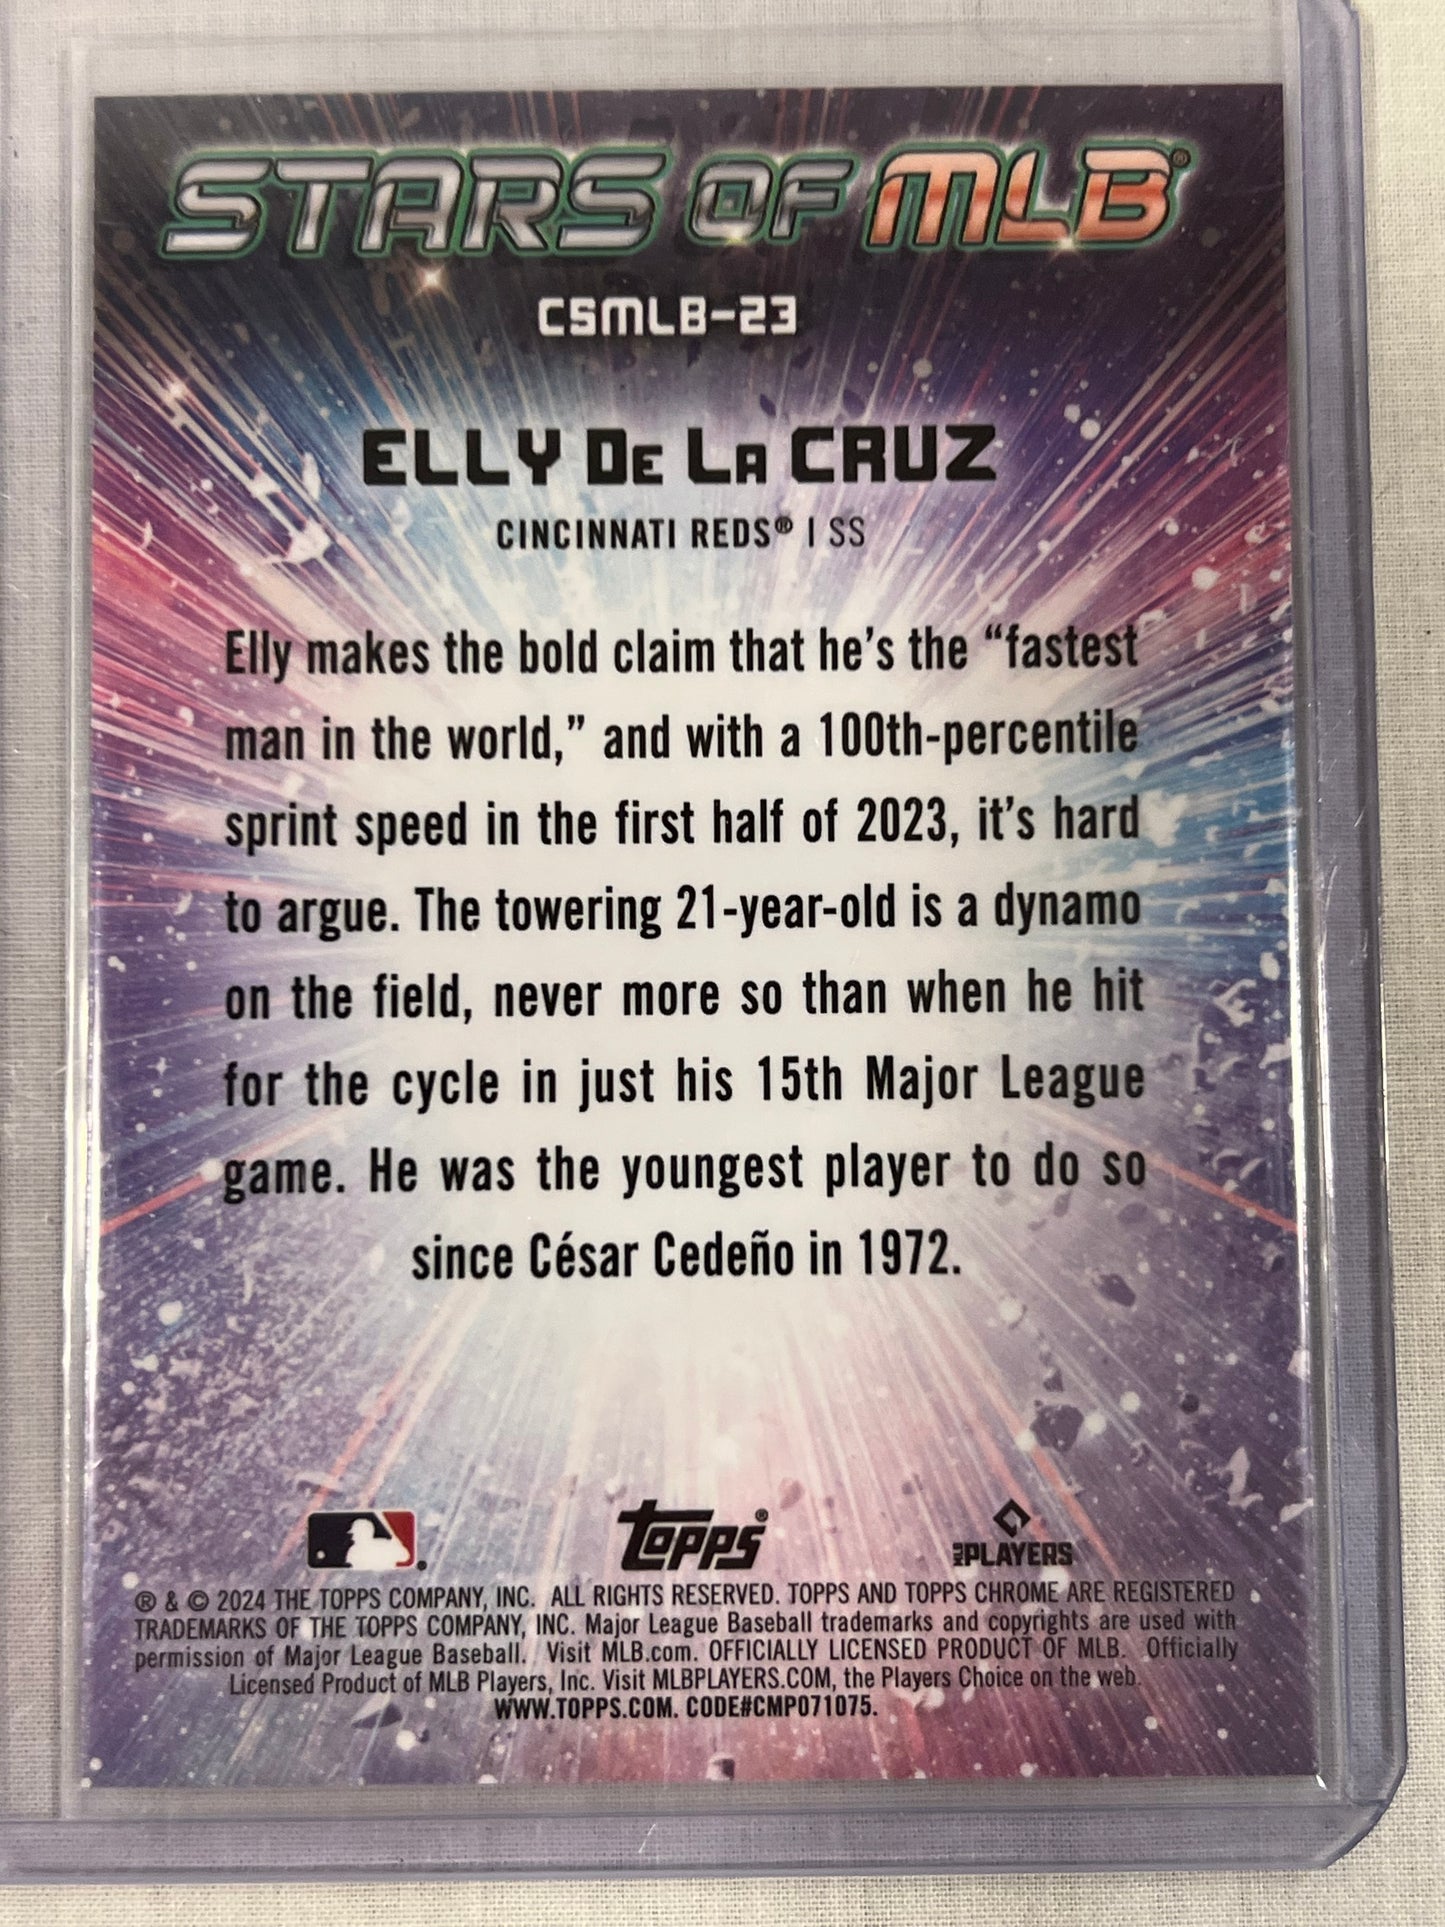 STARS OF MLB®
CSMLB-23
ELLY DE LA CRUZ
CINCINNATI REDS® | SS
Elly makes the bold claim that he's the “fastest
man in the world,” and with a 100th-percentile
sprint speed in the first half of 2023, it's hard
to argue. The towering 21-year-old is a dynamo
on the field, never more so than when he hit
for the cycle in just his 15th Major League
game. He was the youngest player to do so
since César Cedeño in 1972.
TOPPS® MLB PLAYERS
® & © 2024 THE TOPPS COMPANY, INC. ALL RIGHTS RESERVED. TOPPS AND TOPPS CHROME ARE REGISTERED
TRADEMARKS OF THE TOPPS COMPANY, INC. Major League Baseball trademarks and copyrights are used with
permission of Major League Baseball. Visit MLB.com. OFFICIALLY LICENSED PRODUCT OF MLB. Officially
Licensed Product of MLB Players, Inc. Visit MLBPLAYERS.COM, the Players Choice on the web.
WWW.TOPPS.COM. CODE#CMP071075.